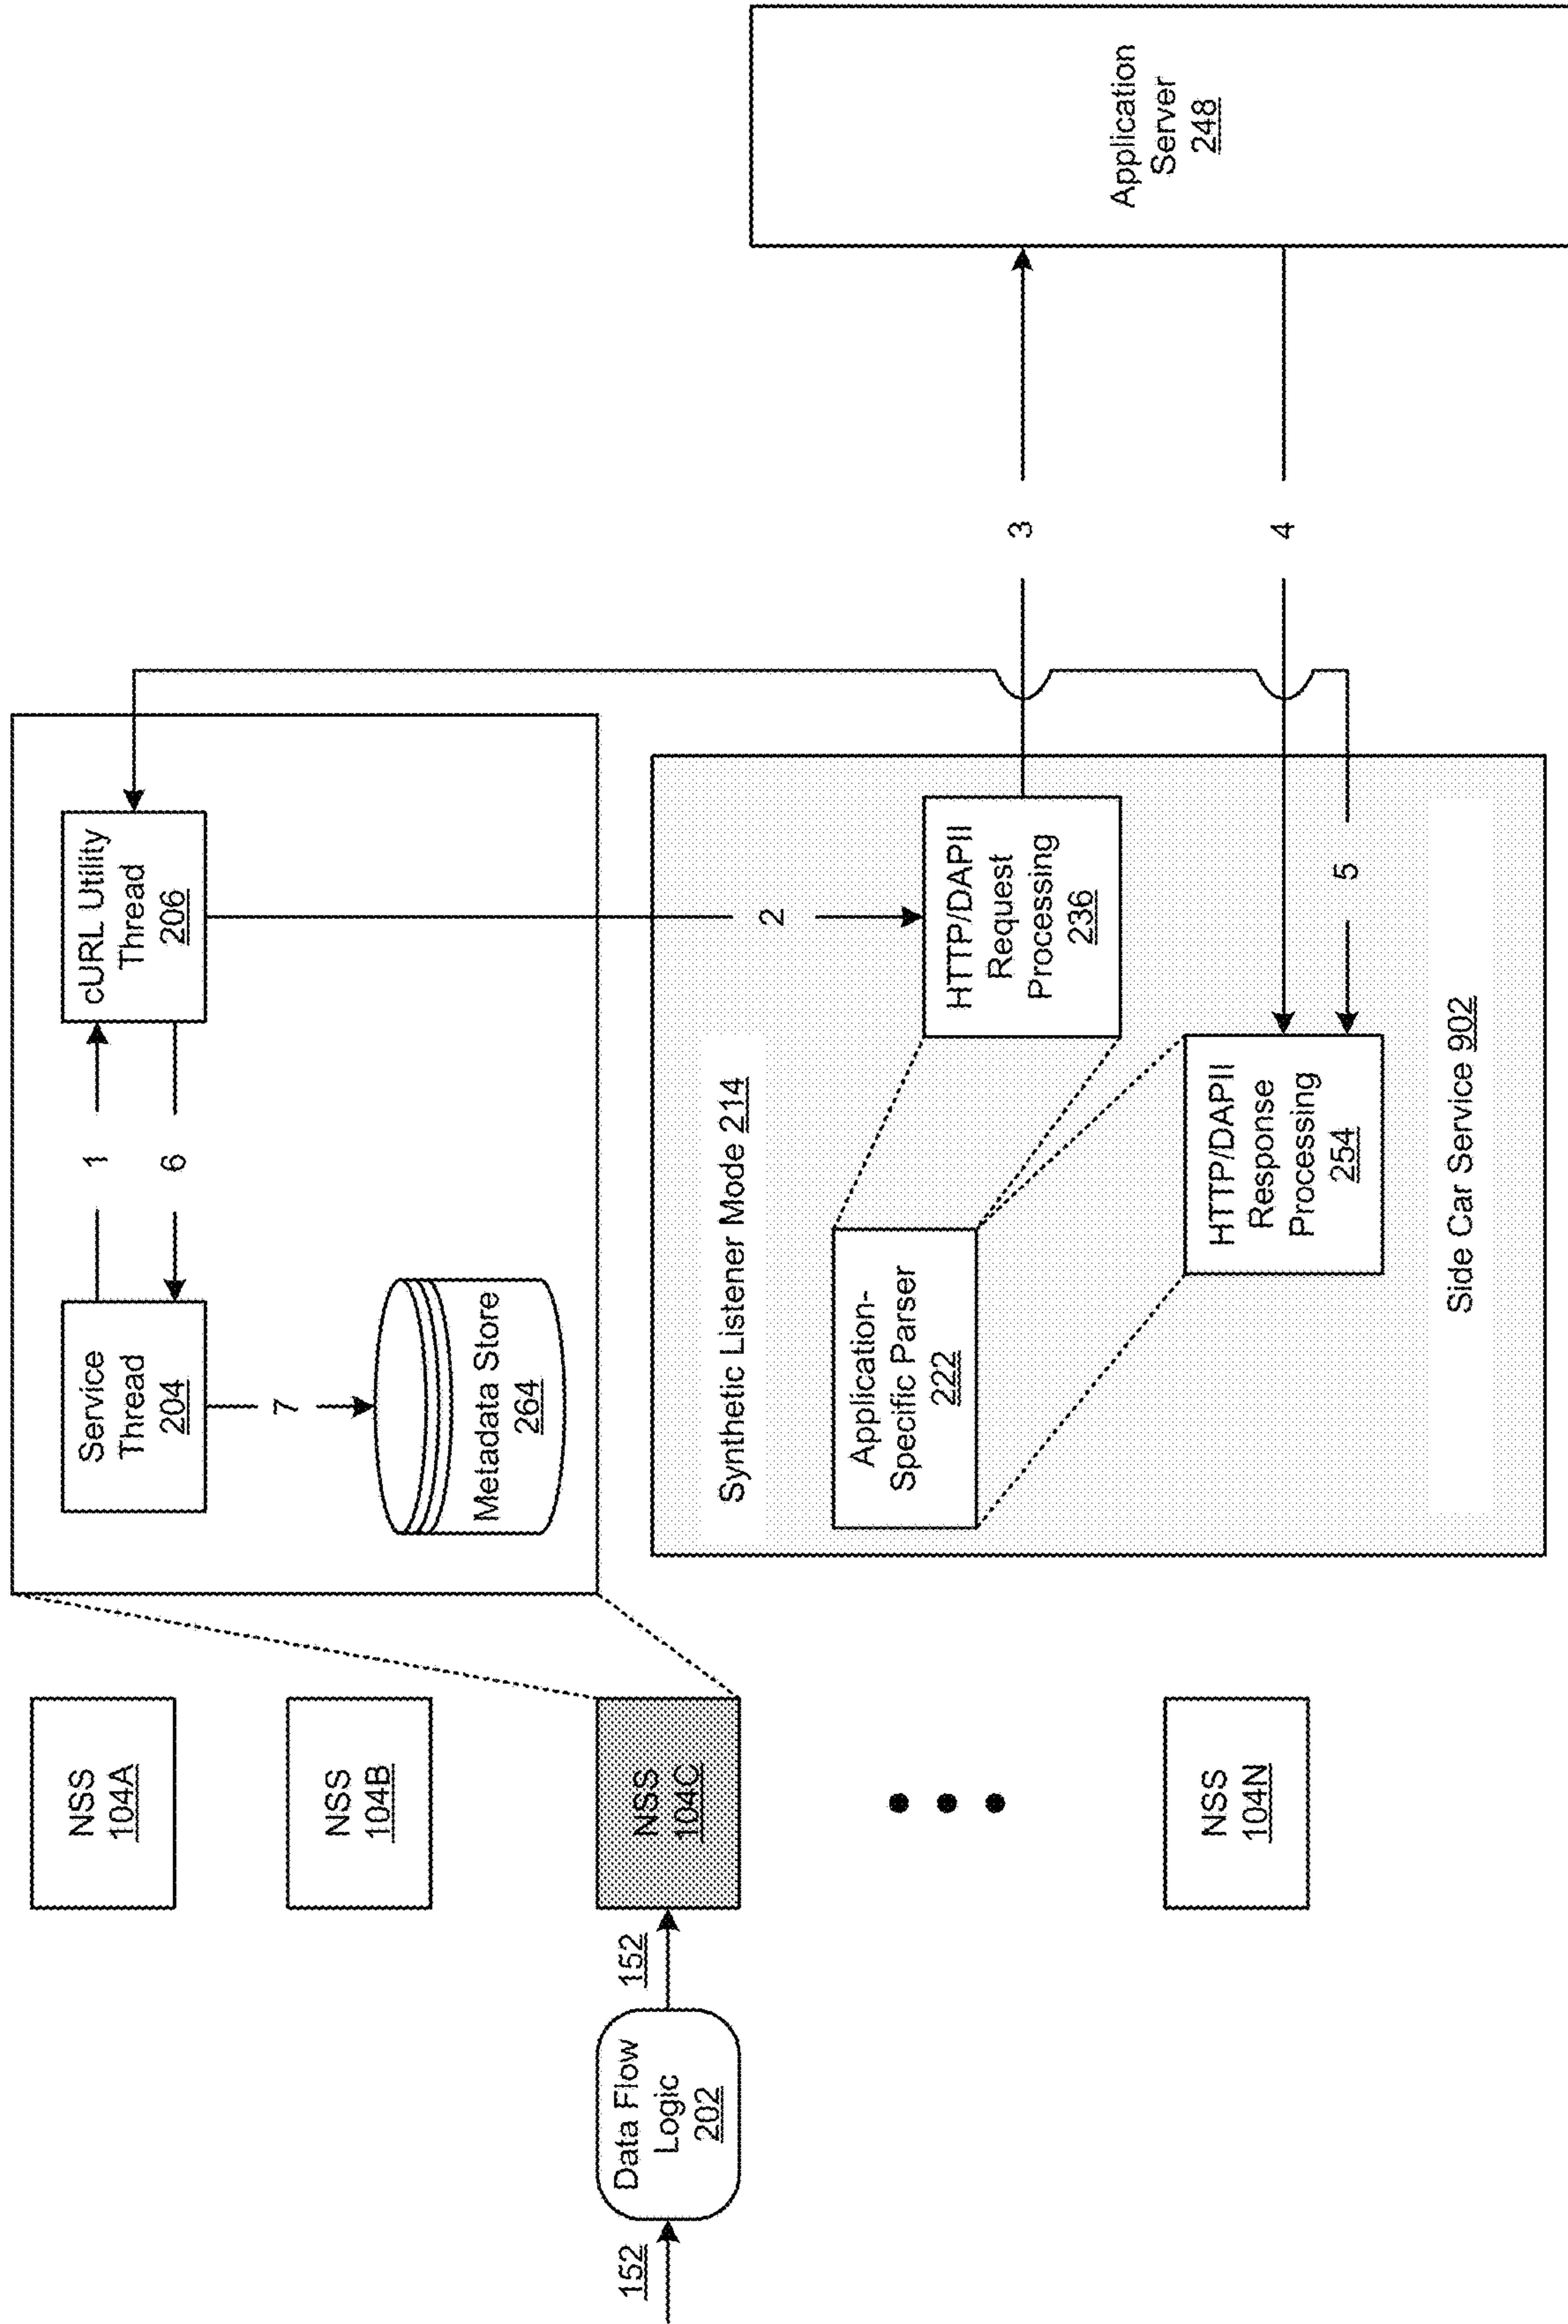 152
Data Flow
Logic
202
152
NSS
104A
NSS
104B
NSS
104C
NSS
104N
Service
Thread
204
1
6
cURL Utility
Thread
206
7
Metadata Store
264
2
Synthetic Listener Mode 214
Application-
Specific Parser
222
HTTP/DAPII
Request
Processing
236
HTTP/DAPII
Response
Processing
254
5
Side Car Service 902
3
4
Application
Server
248